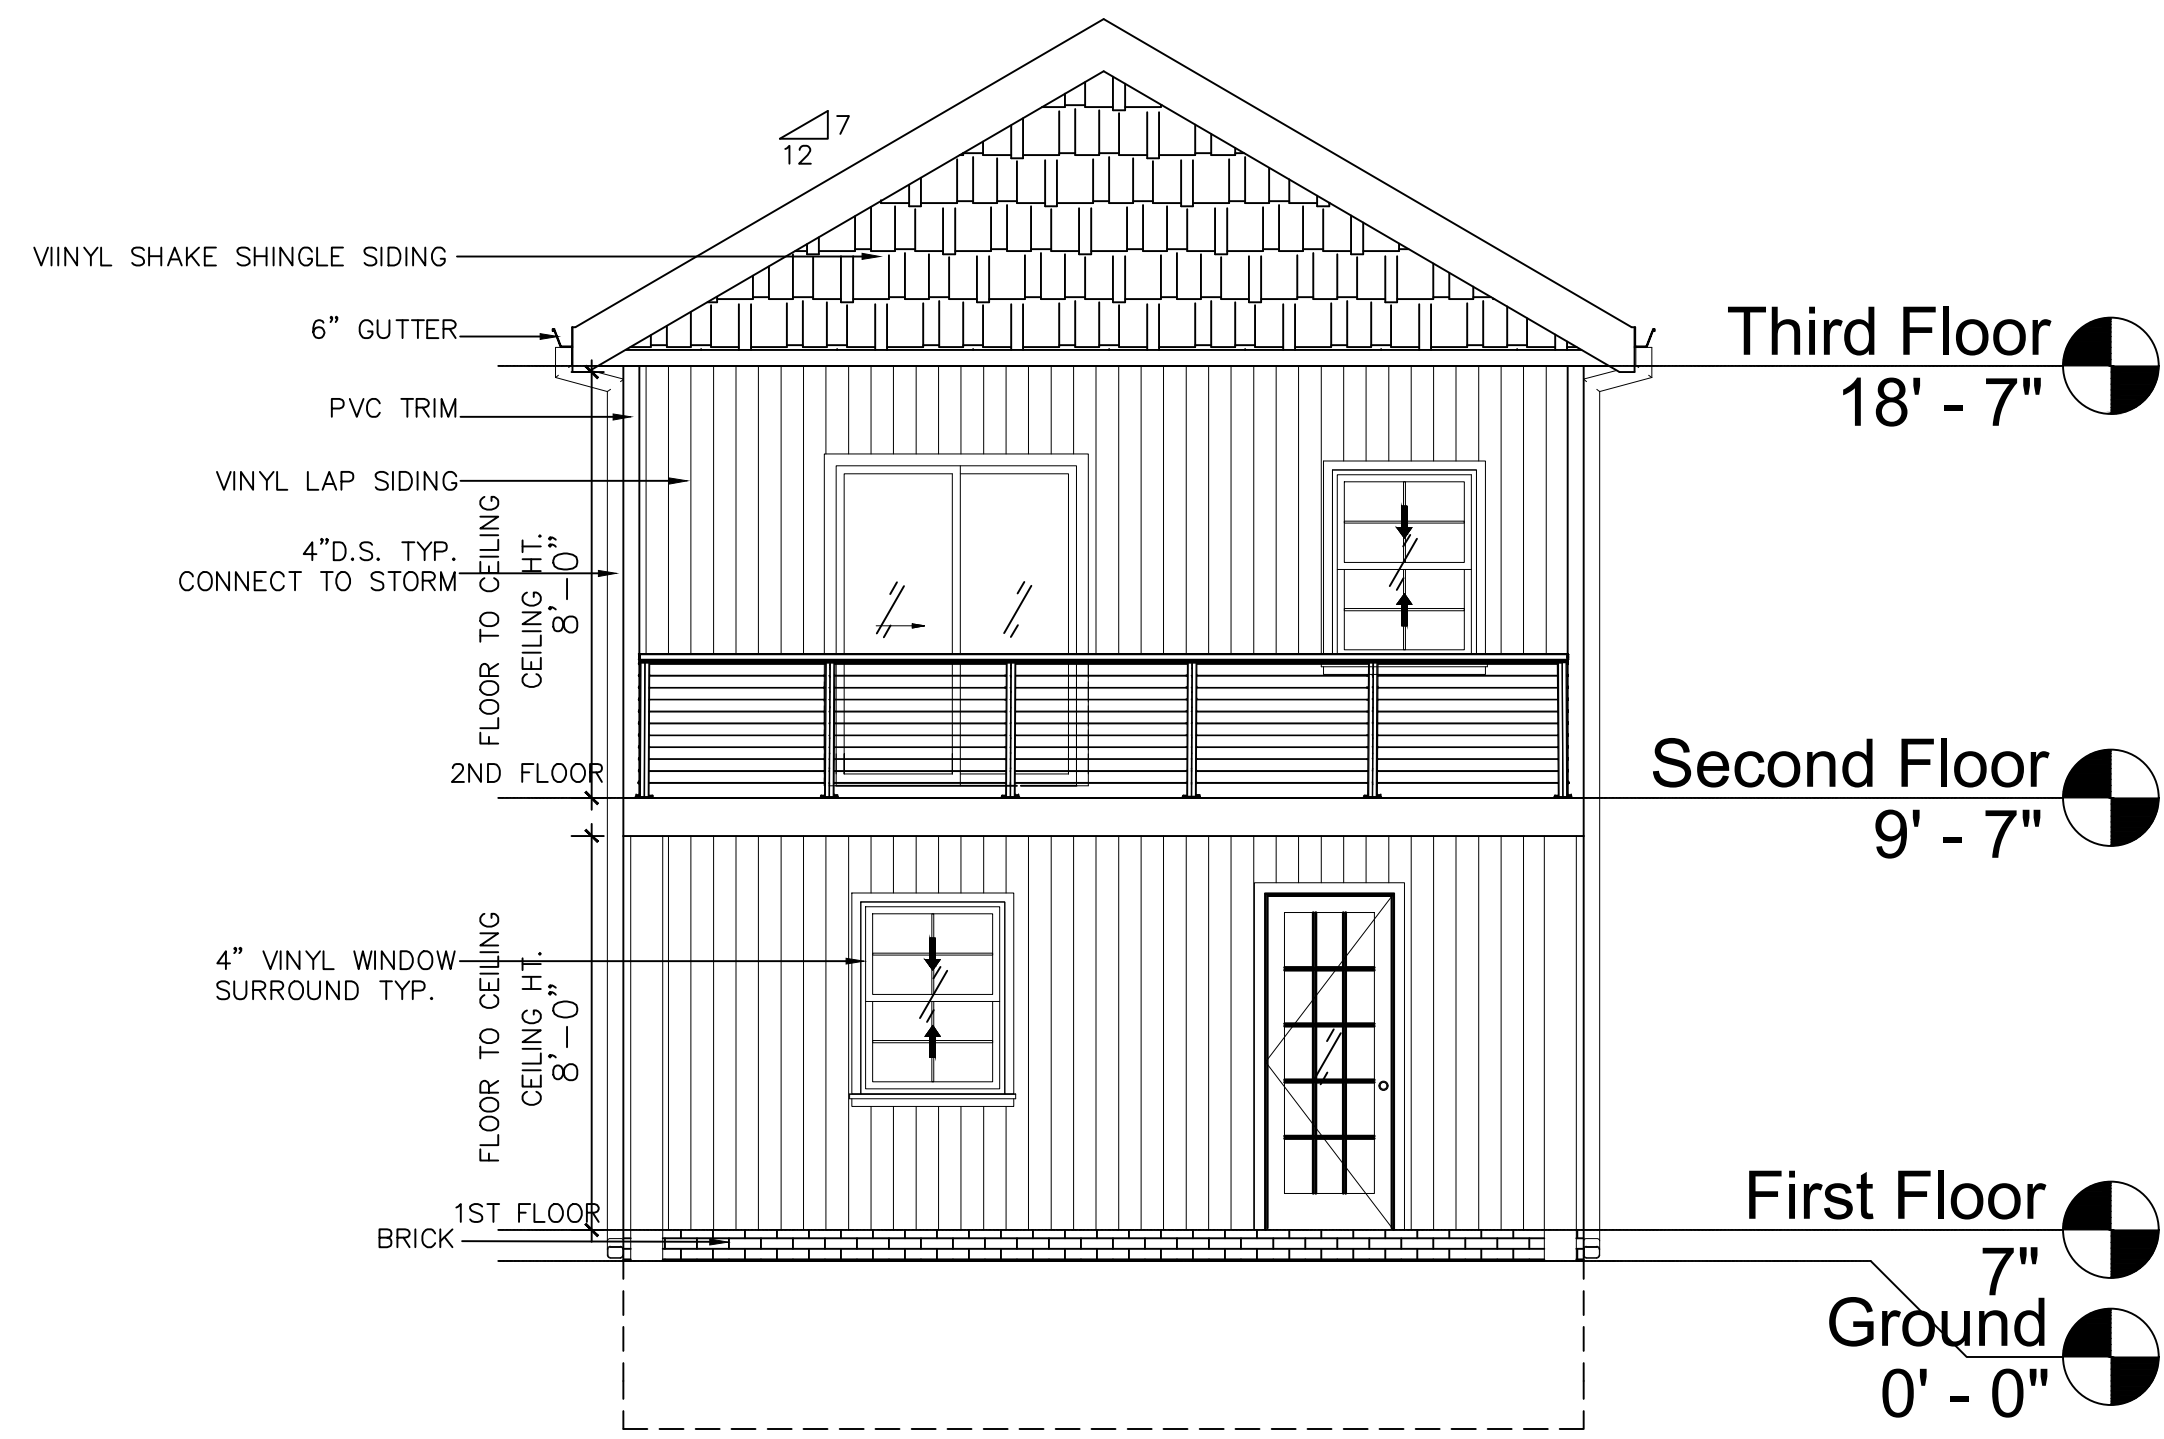 7
12
VIINYL SHAKE SHINGLE SIDING
6” GUTTER
Third Floor
18' - 7"
PVC TRIM
VINYL LAP SIDING
4”D.S. TYP.
CONNECT TO STORM
FLOOR TO CEILING
CEILING HT.
8’-0”
2ND FLOOR
Second Floor
9' - 7"
4” VINYL WINDOW
SURROUND TYP.
FLOOR TO CEILING
CEILING HT.
8’-0”
1ST FLOOR
BRICK
First Floor
7"
Ground
0' - 0"